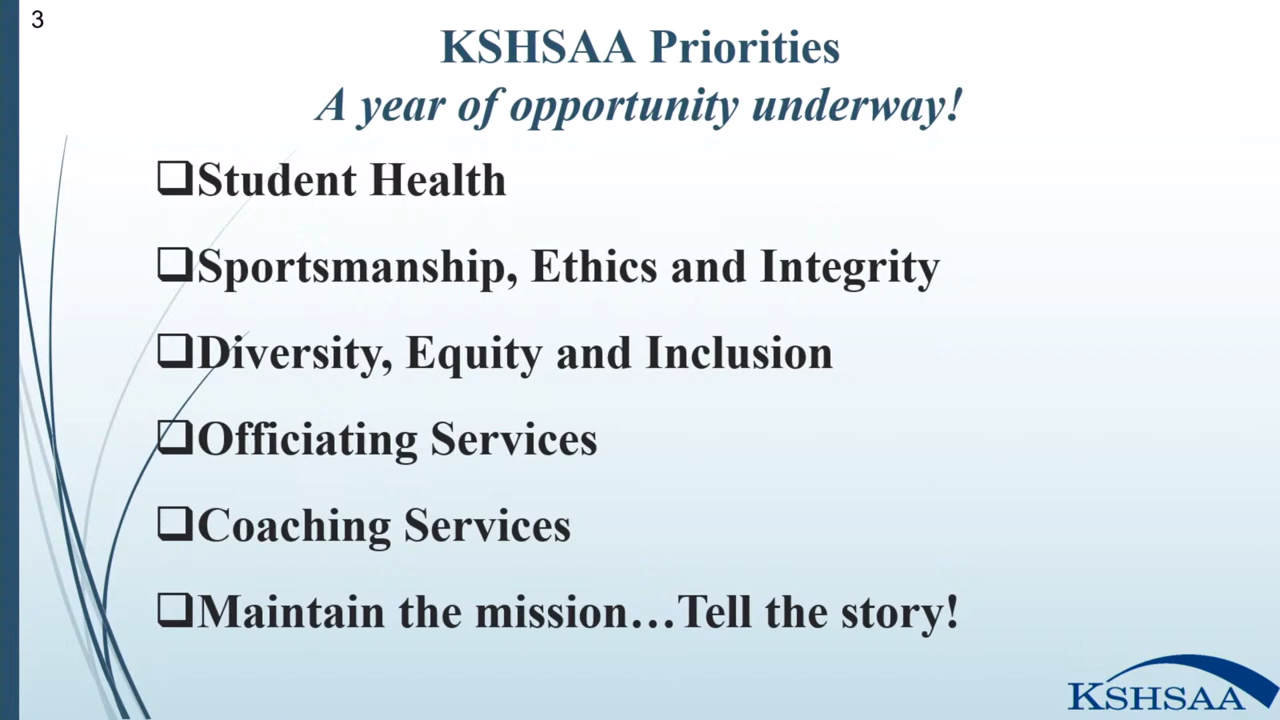 3
KSHSAA Priorities
A year of opportunity underway!
❑Student Health
❑Sportsmanship, Ethics and Integrity
❑Diversity, Equity and Inclusion
❑Officiating Services
❑Coaching Services
❑Maintain the mission…Tell the story!
KSHSAA